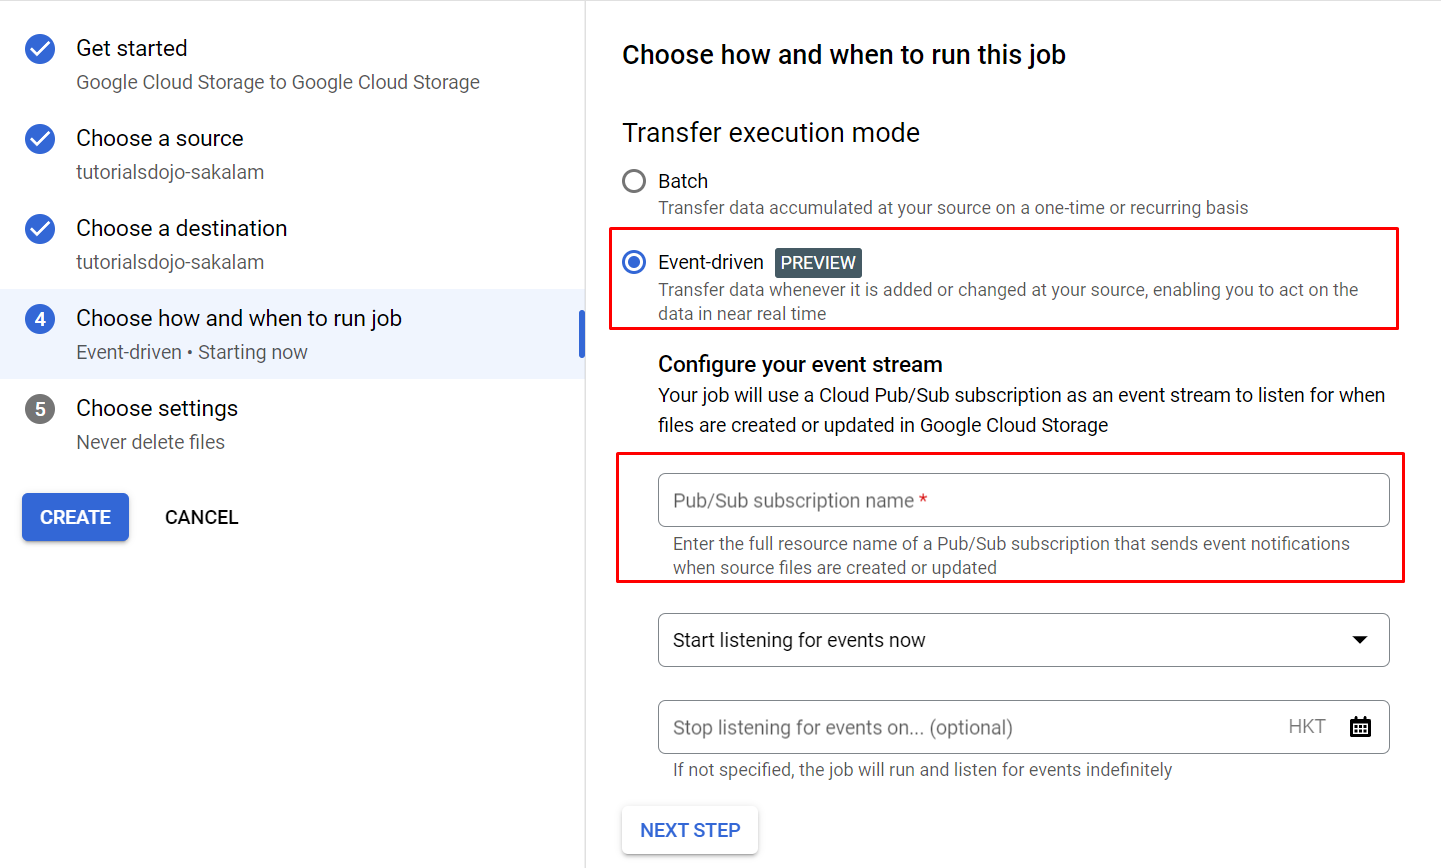 Get started
Google Cloud Storage to Google Cloud Storage
Choose a source
tutorialsdojo-sakalam
Choose a destination
tutorialsdojo-sakalam
4
Choose how and when to run job
Event-driven • Starting now
5
Choose settings
Never delete files
CREATE
CANCEL
Choose how and when to run this job
Transfer execution mode
Batch
Transfer data accumulated at your source on a one-time or recurring basis
Event-driven PREVIEW
Transfer data whenever it is added or changed at your source, enabling you to act on the
data in near real time
Configure your event stream
Your job will use a Cloud Pub/Sub subscription as an event stream to listen for when
files are created or updated in Google Cloud Storage
Pub/Sub subscription name *
Enter the full resource name of a Pub/Sub subscription that sends event notifications
when source files are created or updated
Start listening for events now
Stop listening for events on... (optional) HKT
If not specified, the job will run and listen for events indefinitely
NEXT STEP